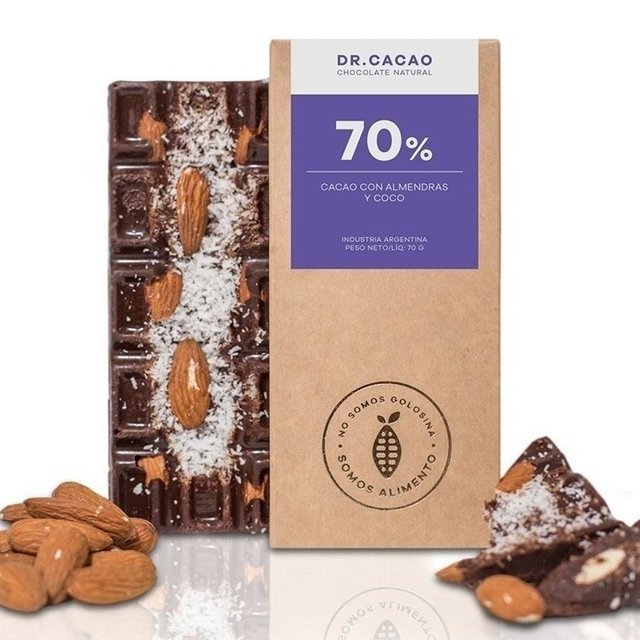 DR.CACAO
CHOCOLATE NATURAL
70%
CACAO CON ALMENDRAS
Y COCO
INDUSTRIA ARGENTINA
PESO NETO/LÍQ: 70 G
NO SOMOS GOLOSINA
SOMOS ALIMENTO